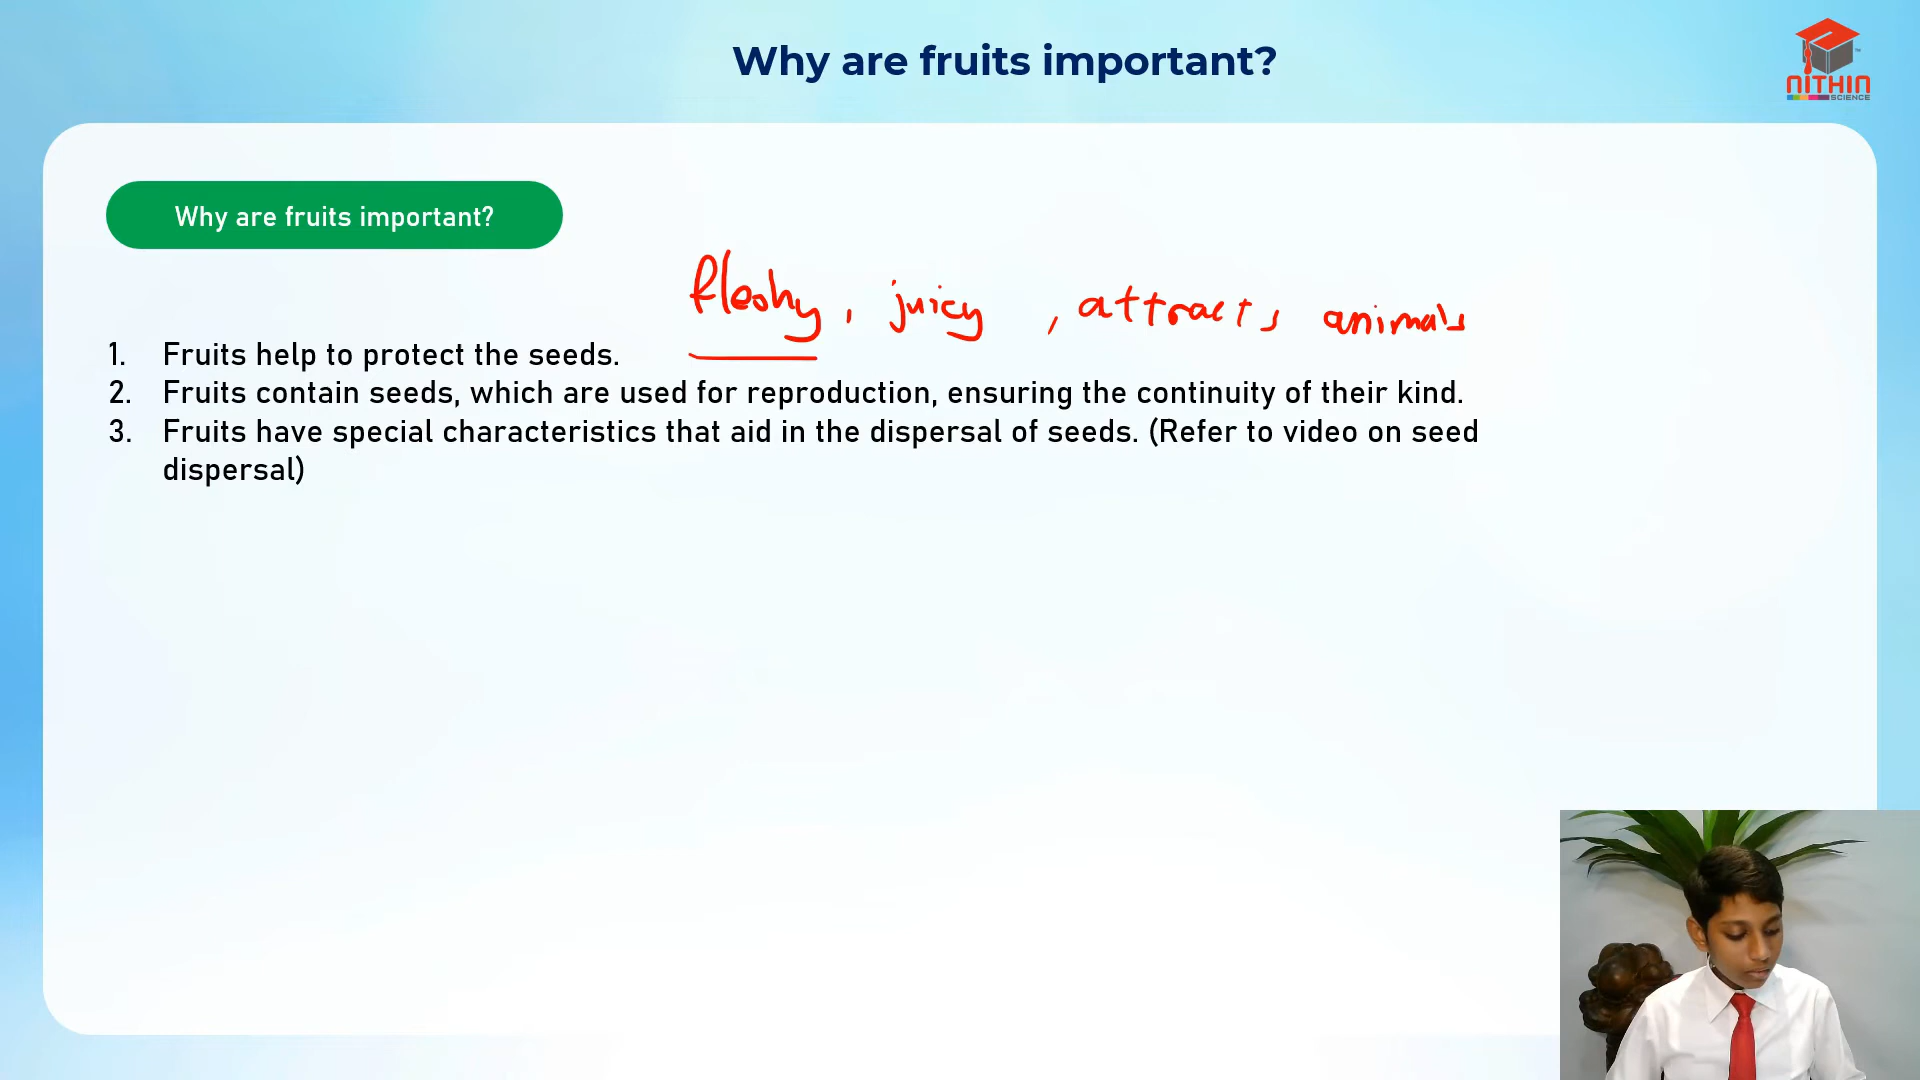 Why are fruits important?
NITHIN
SCIENCE
Why are fruits important?
fleshy, juicy, attracts animals
1. Fruits help to protect the seeds.
2. Fruits contain seeds, which are used for reproduction, ensuring the continuity of their kind.
3. Fruits have special characteristics that aid in the dispersal of seeds. (Refer to video on seed
dispersal)